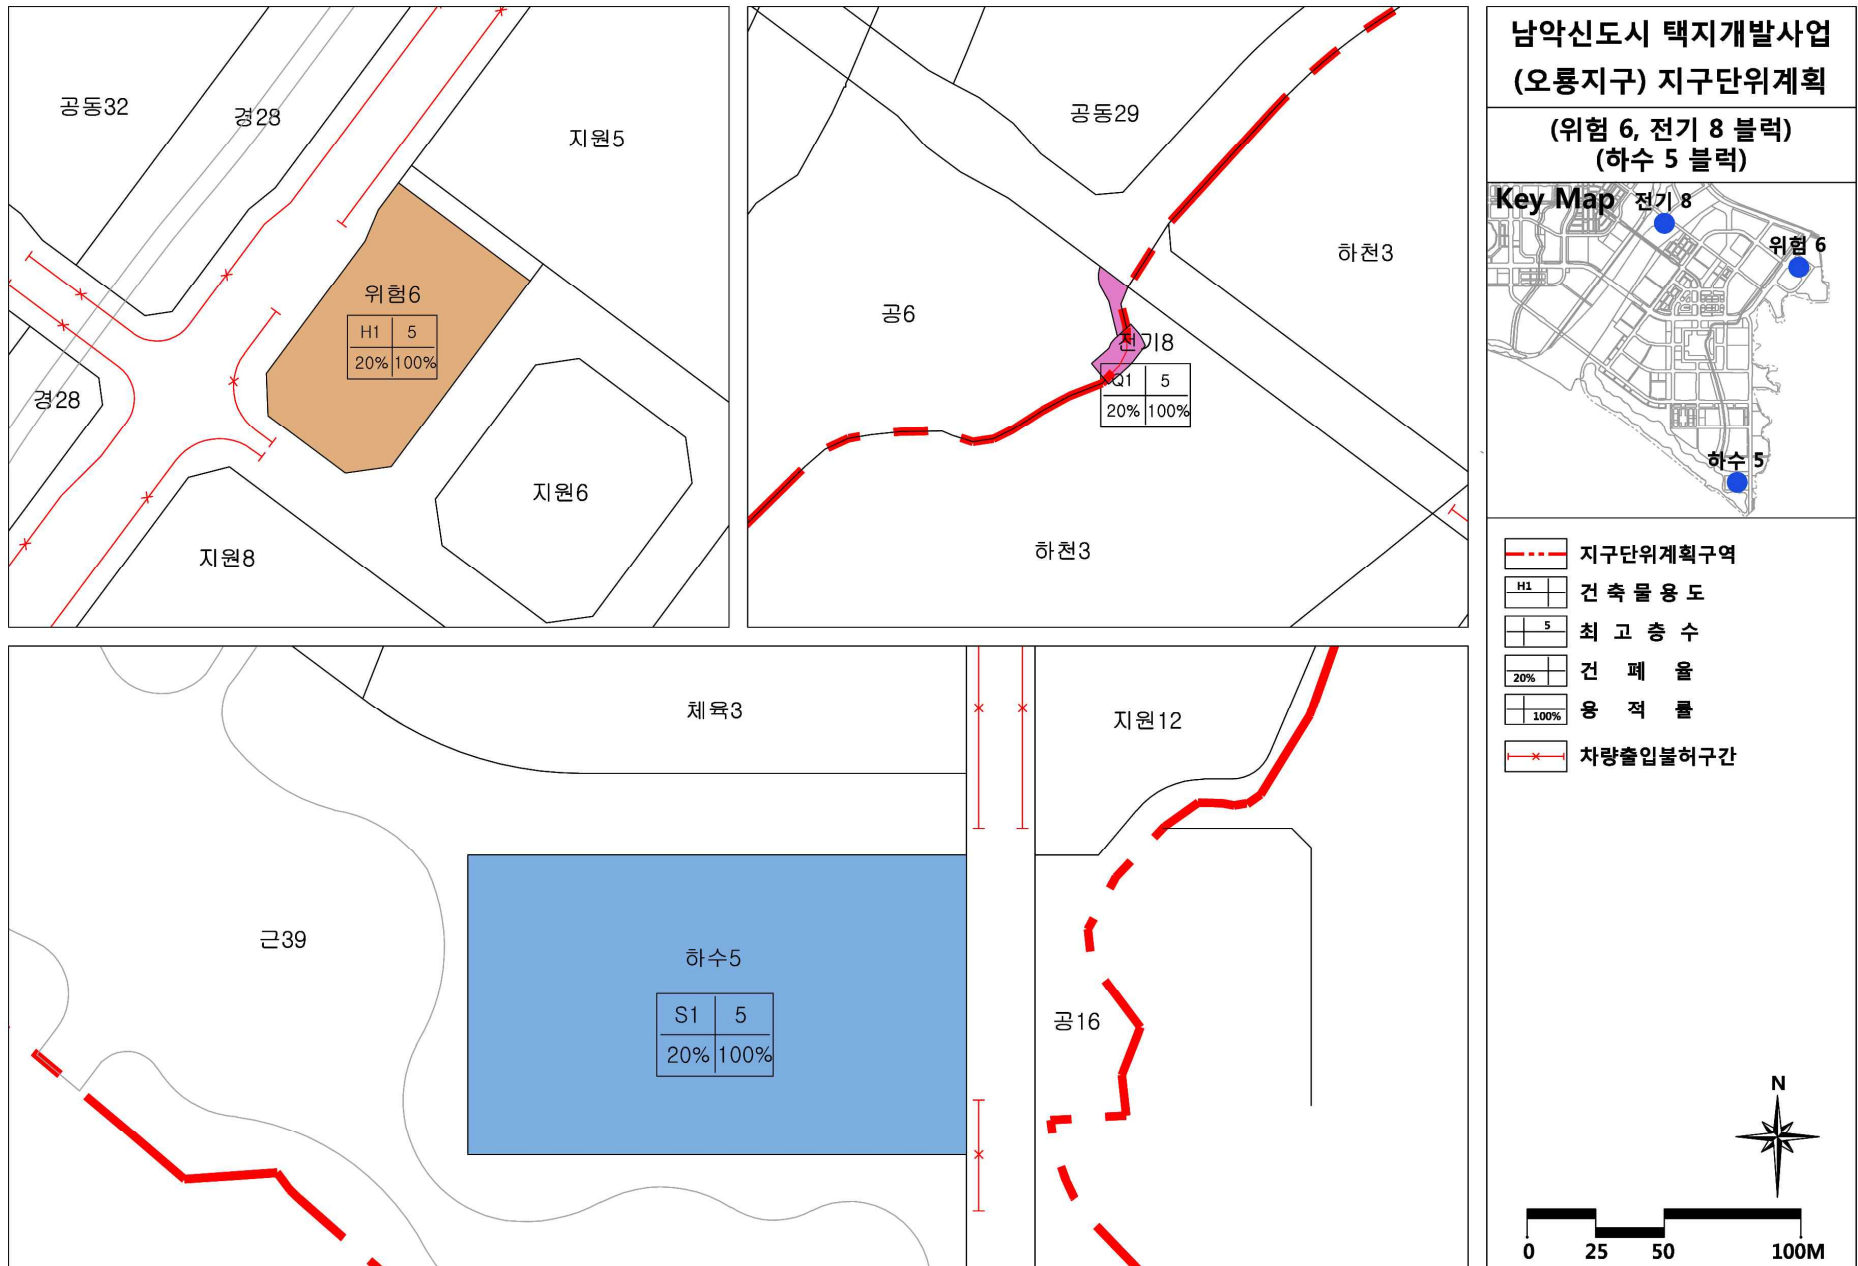 공동32
경28
지원5
위험6
H1 5
20% 100%
경28
지원6
지원8
공동29
하천3
공6
전기8
Q1 5
20% 100%
하천3
체육3
지원12
근39
하수5
S1 5
20% 100%
공16
남악신도시 택지개발사업
(오룡지구) 지구단위계획
(위험 6, 전기 8 블럭)
(하수 5 블럭)
Key Map
전기 8
위험 6
하수 5
지구단위계획구역
H1 건 축 물 용 도
5 최 고 층 수
20% 건 폐 율
100% 용 적 률
차량출입불허구간
N
0 25 50 100M